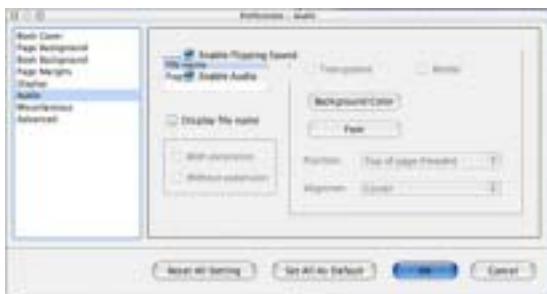 Preferences - Audio
Book Cover
Page Background
Book Background
Page Margins
Display
Audio
Miscellaneous
Advanced
Enable Flipping Sound
File name
Enable Audio
Display file name
With extension
Without extension
Transparent
Border
Background Color
Font
Position: Top of page (header)
Alignment
Reset All Setting
Set All As Default
OK
Cancel